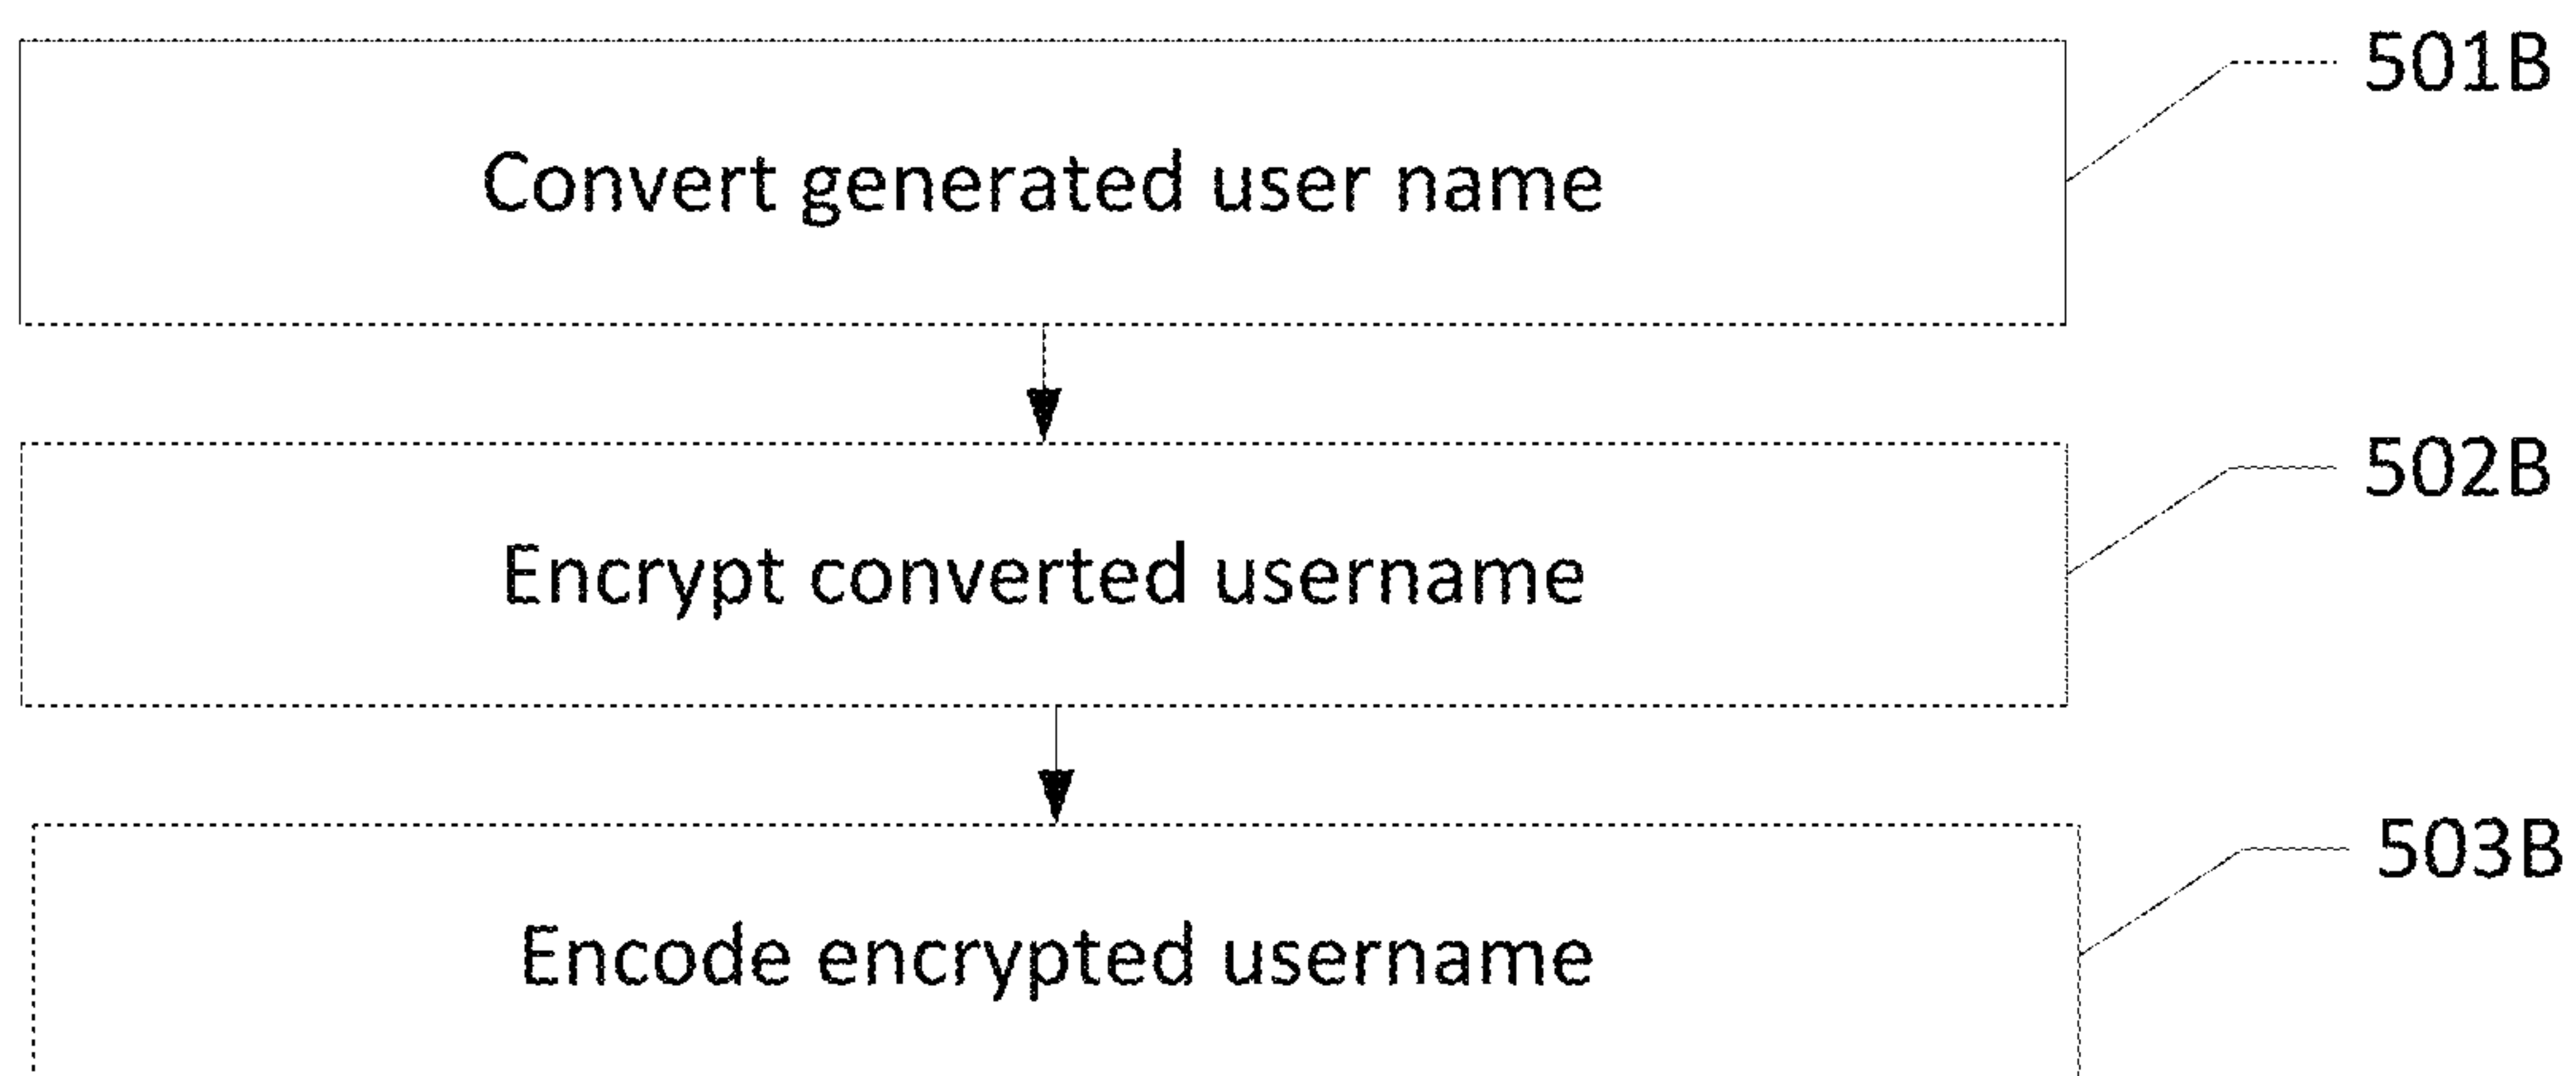 501B
Convert generated user name
502B
Encrypt converted username
503B
Encode encrypted username